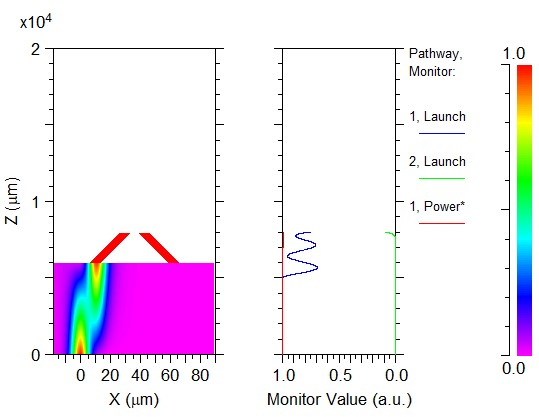 x10⁴
2
1
0
Z (μm)
0 20 40 60 80
X (μm)
1.0 0.5 0.0
Monitor Value (a.u.)
Pathway,
Monitor:
1, Launch
2, Launch
1, Power*
1.0
0.0